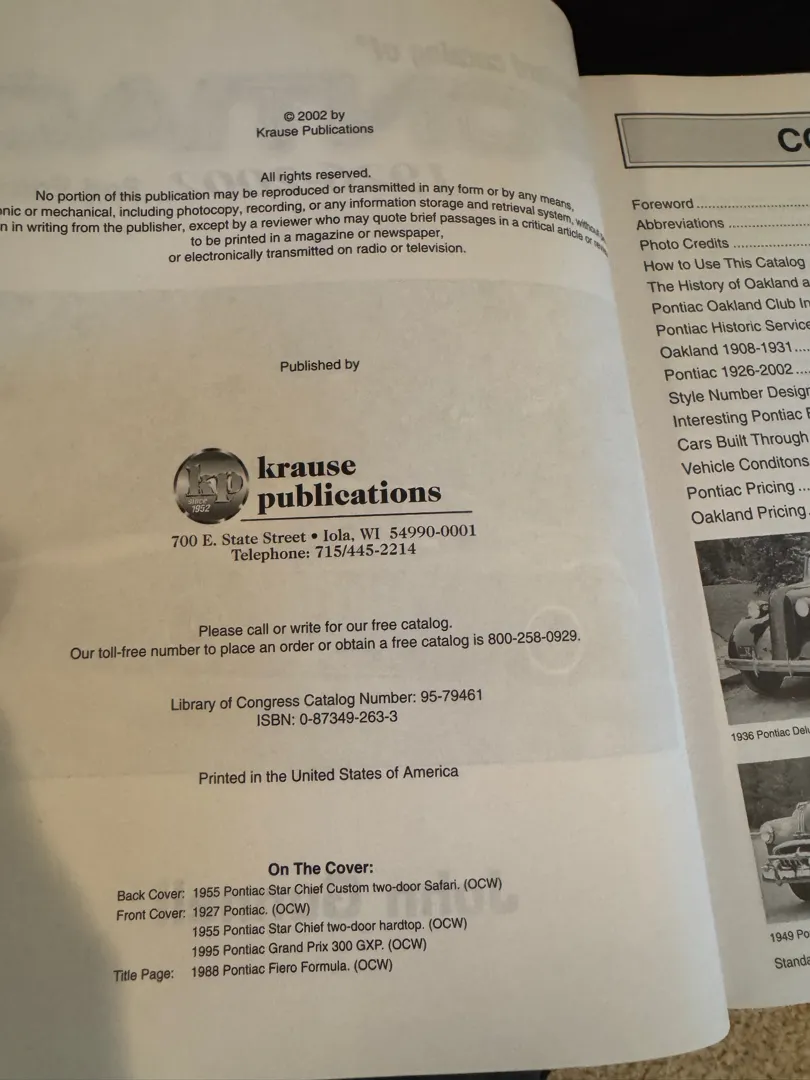 © 2002 by
Krause Publications
All rights reserved.
No portion of this publication may be reproduced or transmitted in any form or by any means,
or mechanical, including photocopy, recording, or any information storage and retrieval system,
in writing from the publisher, except by a reviewer who may quote brief passages in a critical article or
to be printed in a magazine or newspaper,
or electronically transmitted on radio or television.
Published by
kp
since
1952
krause
publications
700 E. State Street • Iola, WI 54990-0001
Telephone: 715/445-2214
Please call or write for our free catalog.
Our toll-free number to place an order or obtain a free catalog is 800-258-0929.
Library of Congress Catalog Number: 95-79461
ISBN: 0-87349-263-3
Printed in the United States of America
On The Cover:
Back Cover: 1955 Pontiac Star Chief Custom two-door Safari. (OCW)
Front Cover: 1927 Pontiac. (OCW)
1955 Pontiac Star Chief two-door hardtop. (OCW)
1995 Pontiac Grand Prix 300 GXP. (OCW)
Title Page: 1988 Pontiac Fiero Formula. (OCW)
Foreword
Abbreviations
Photo Credits
How to Use This Catalog
The History of Oakland
Pontiac Oakland Club
Pontiac Historic Service
Oakland 1908-1931
Pontiac 1926-2002
Style Number
Interesting Pontiac
Cars Built Through
Vehicle Conditons
Pontiac Pricing
Oakland Pricing
1936 Pontiac
1949